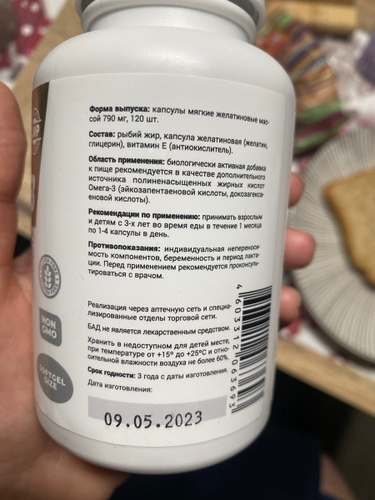 Форма выпуска: капсулы мягкие желатиновые мас-
сой 790 мг, 120 шт.
Состав: рыбий жир, капсула желатиновая (желатин,
глицерин), витамин Е (антиокислитель).
Область применения: биологически активная добавка
к пище рекомендуется в качестве дополнительного
источника полиненасыщенных жирных кислот
Омега-3 (эйкозапентаеновой кислоты, докозагекса-
еновой кислоты).
Рекомендации по применению: принимать взрослым
и детям с 3-х лет во время еды в течение 1 месяца
по 1-4 капсулы в день.
Противопоказания: индивидуальная неперено­си-
мость компонентов, беременность и период лакта-
ции. Перед применением рекомендуется проконсуль-
тироваться с врачом.
Реализация через аптечную сеть и специа-
лизированные отделы торговой сети.
БАД не является лекарственным средством.
Хранить в недоступном для детей месте,
при температуре от +15° до +25°С и отно-
сительной влажности воздуха не более 60%.
Срок годности: 3 года с даты изготовления.
Дата изготовления:
09.05.2023
NON
GMO
SOFTGEL
SIZE
4 603312 063693